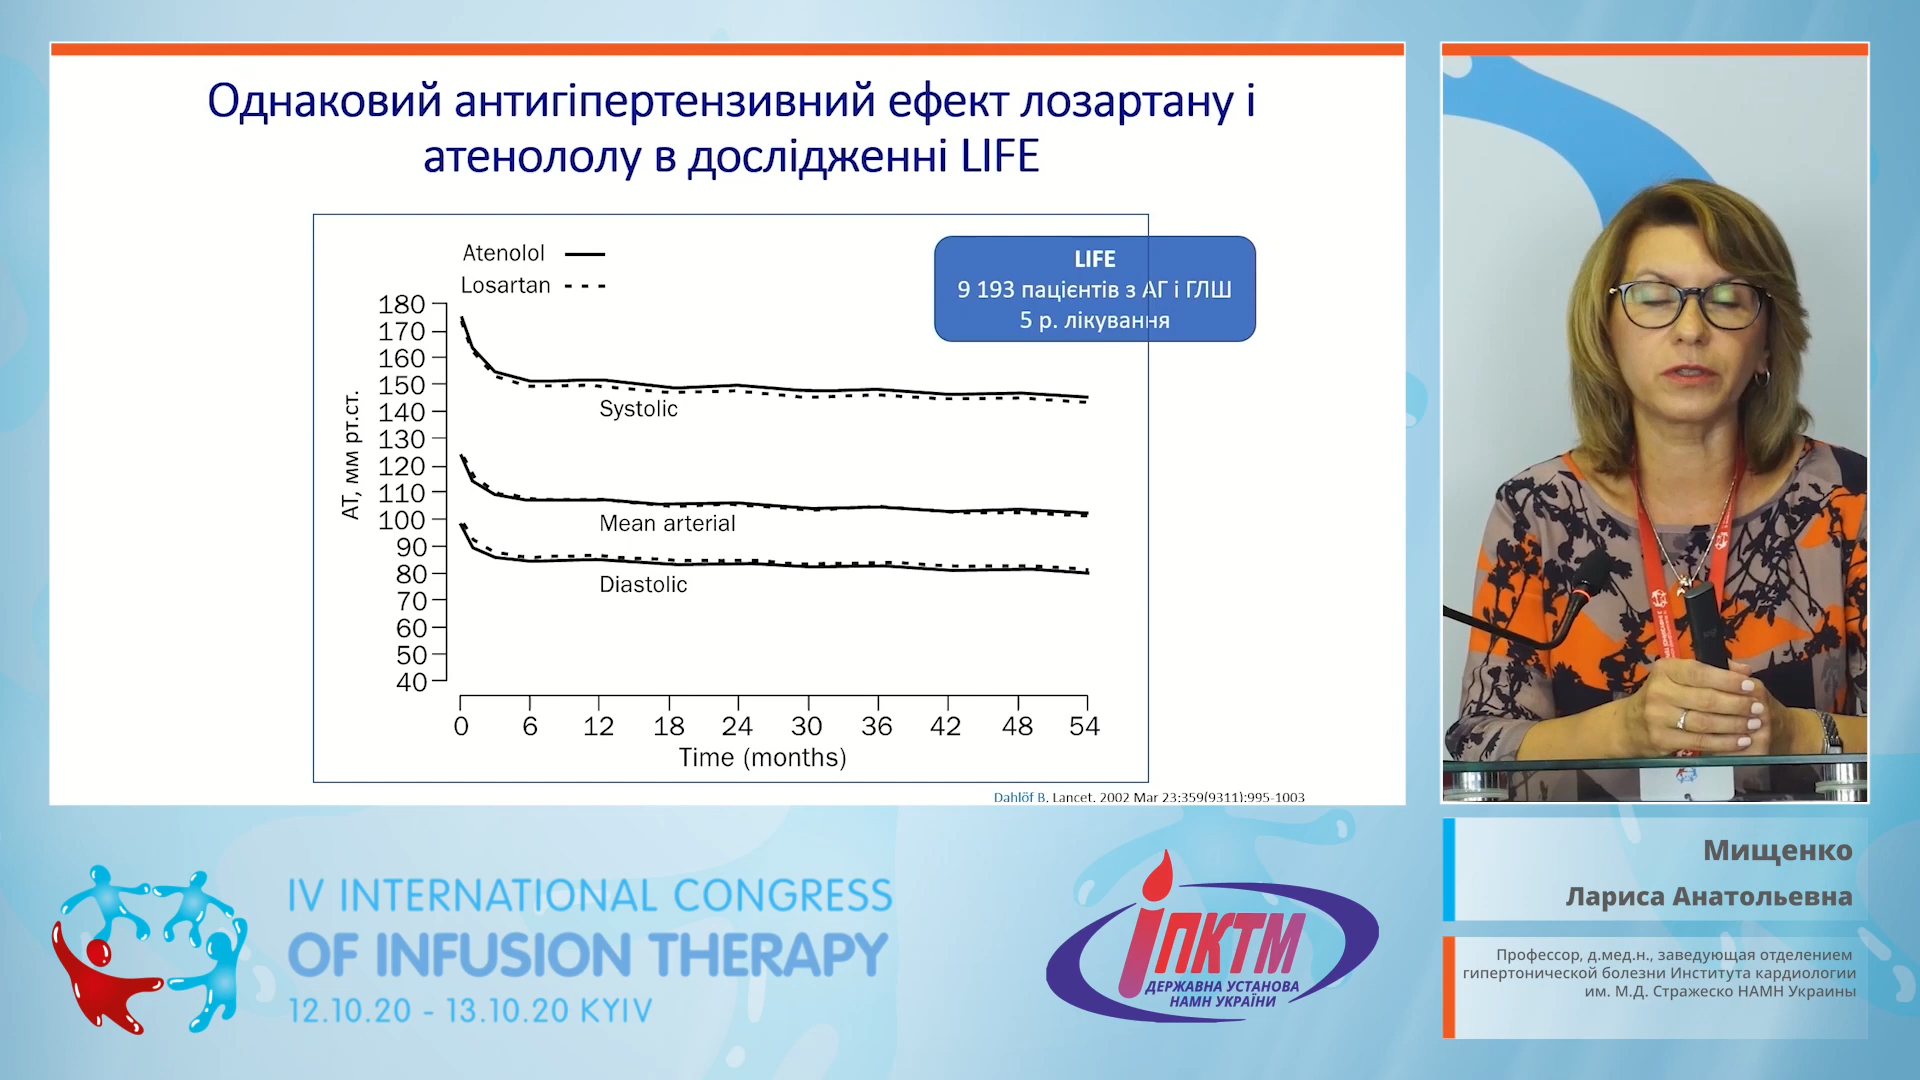 Однаковий антигіпертензивний ефект лозартану і
атенололу в дослідженні LIFE
Atenolol
Losartan
LIFE
9 193 пацієнтів з АГ і ГЛШ
5 р. лікування
АТ, мм рт.ст.
180
170
160
150
140
130
120
110
100
90
80
70
60
50
40
Systolic
Mean arterial
Diastolic
0 6 12 18 24 30 36 42 48 54
Time (months)
Dahlöf B. Lancet. 2002 Mar 23;359(9311):995-1003
IV INTERNATIONAL CONGRESS
OF INFUSION THERAPY
12.10.20 - 13.10.20 KYIV
ІПКТМ
ДЕРЖАВНА УСТАНОВА
НАМН УКРАЇНИ
Мищенко
Лариса Анатольевна
Профессор, д.мед.н., заведующая отделением
гипертонической болезни Института кардиологии
им. М.Д. Стражеско НАМН Украины